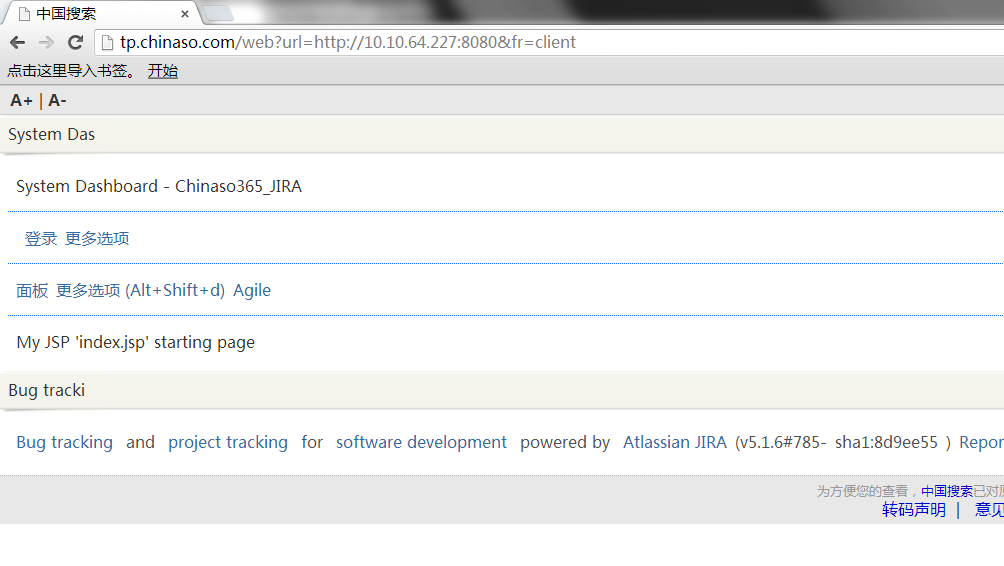 中国搜索
tp.chinaso.com/web?url=http://10.10.64.227:8080&fr=client
点击这里导入书签。 开始
A+ | A-
System Das
System Dashboard - Chinaso365_JIRA
登录 更多选项
面板 更多选项 (Alt+Shift+d) Agile
My JSP 'index.jsp' starting page
Bug tracki
Bug tracking and project tracking for software development powered by Atlassian JIRA (v5.1.6#785- sha1:8d9ee55 ) Repor
为方便您的查看，中国搜索已对原
转码声明 | 意见